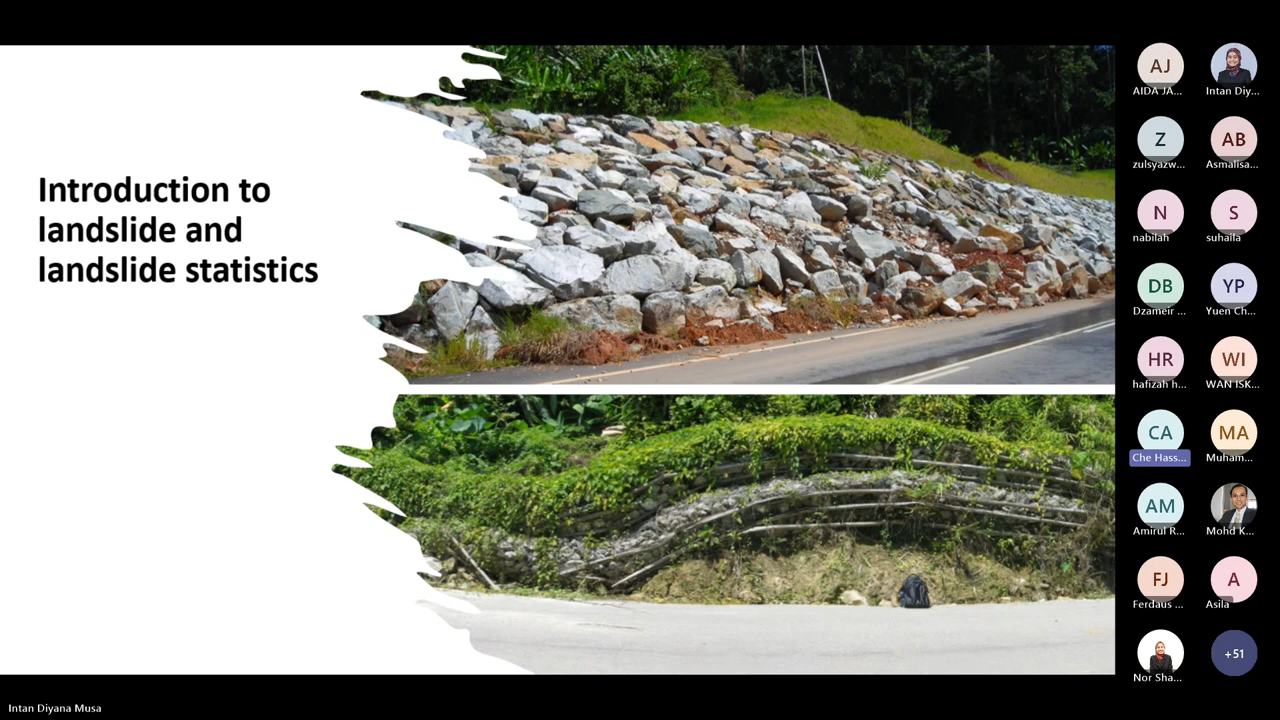 Introduction to
landslide and
landslide statistics
AJ
AIDA JA...
Intan Diy...
Z
zulsyazw...
AB
Asmalisa...
N
nabilah
S
suhaila
DB
Dzameir ...
YP
Yuen Ch...
HR
hafizah h...
WI
WAN ISK...
CA
Che Hass...
MA
Muham...
AM
Amirul R...
Mohd K...
FJ
Ferdaus ...
A
Asila
Nor Sha...
+51
Intan Diyana Musa